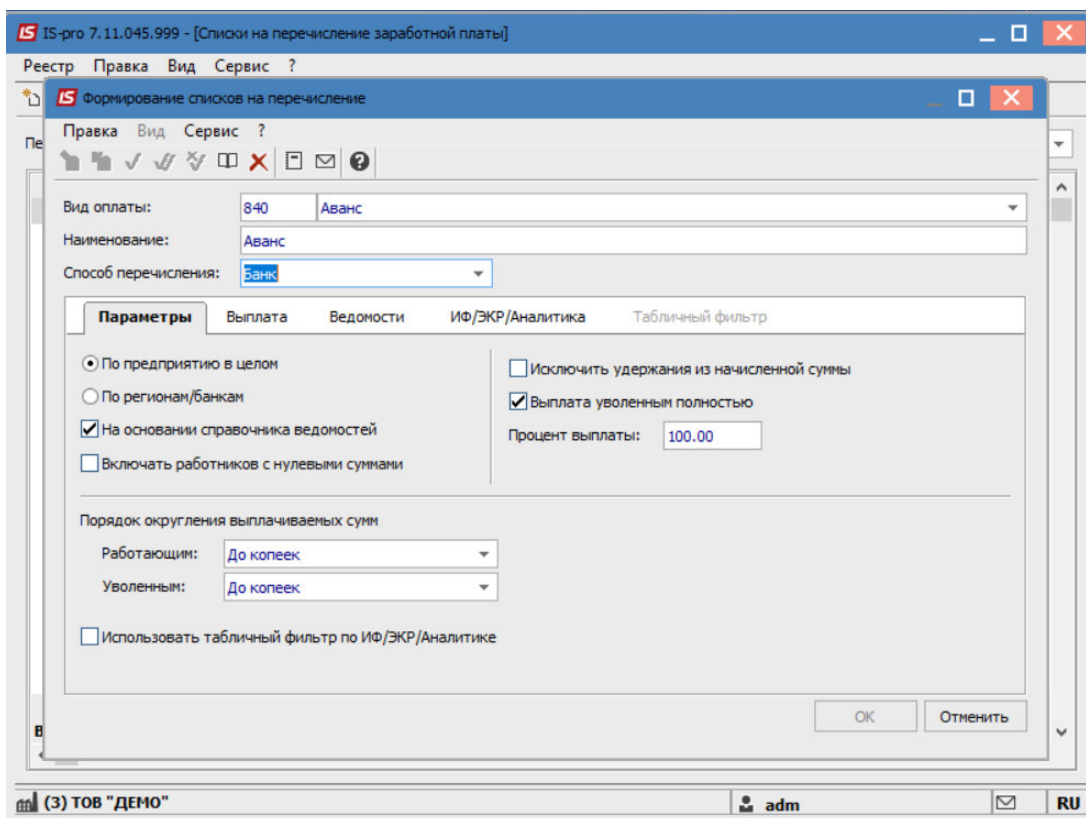 IS-pro 7.11.045.999 - [Списки на перечисление заработной платы]
Реестр Правка Вид Сервис ?
Формирование списков на перечисление
Пе
Правка Вид Сервис ?
Вид оплаты: 840 Аванс
Наименование: Аванс
Способ перечисления: Банк
Параметры Выплата Ведомости ИФ/ЭКР/Аналитика Табличный фильтр
По предприятию в целом
По регионам/банкам
На основании справочника ведомостей
Включать работников с нулевыми суммами
Исключить удержания из начисленной суммы
Выплата уволенным полностью
Процент выплаты: 100.00
Порядок округления выплачиваемых сумм
Работающим: До копеек
Уволенным: До копеек
Использовать табличный фильтр по ИФ/ЭКР/Аналитике
OK Отменить
В
(3) ТОВ "ДЕМО" adm RU